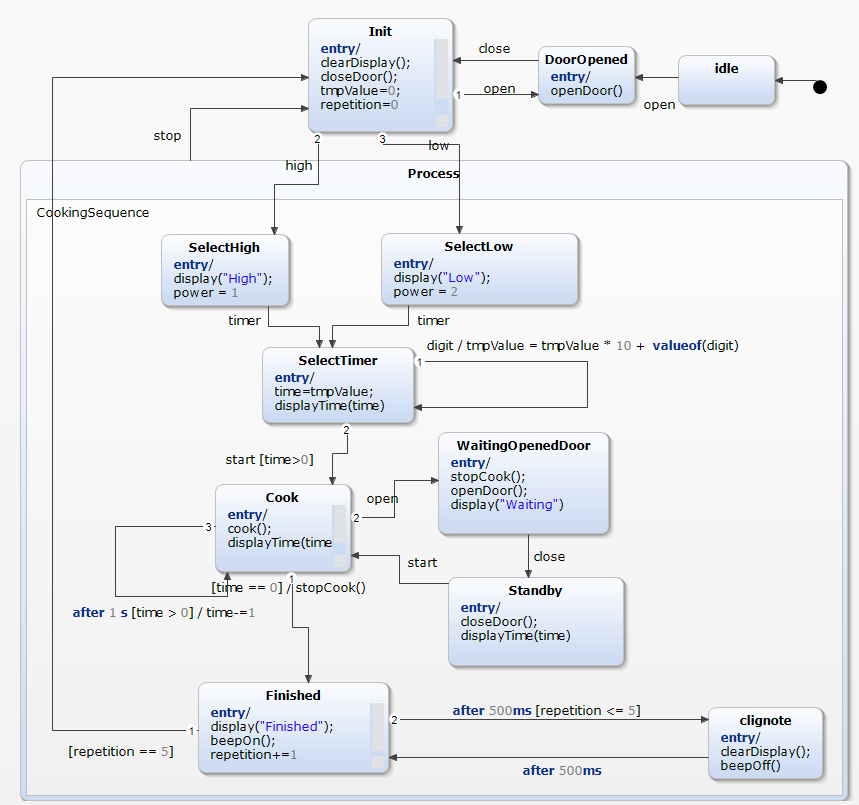 Init
entry/
clearDisplay();
closeDoor();
tmpValue=0;
repetition=0
close
1
open
DoorOpened
entry/
openDoor()
idle
open
stop
2
high
3
low
Process
CookingSequence
SelectHigh
entry/
display("High");
power = 1
SelectLow
entry/
display("Low");
power = 2
timer
timer
SelectTimer
entry/
time=tmpValue;
displayTime(time)
1
digit / tmpValue = tmpValue * 10 + valueof(digit)
2
start [time>0]
WaitingOpenedDoor
entry/
stopCook();
openDoor();
display("Waiting")
Cook
entry/
cook();
displayTime(time
open
2
3
close
start
1
[time == 0] / stopCook()
after 1 s [time > 0] / time-=1
Standby
entry/
closeDoor();
displayTime(time)
Finished
entry/
display("Finished");
beepOn();
repetition+=1
1
[repetition == 5]
2
after 500ms [repetition <= 5]
after 500ms
clignote
entry/
clearDisplay();
beepOff()